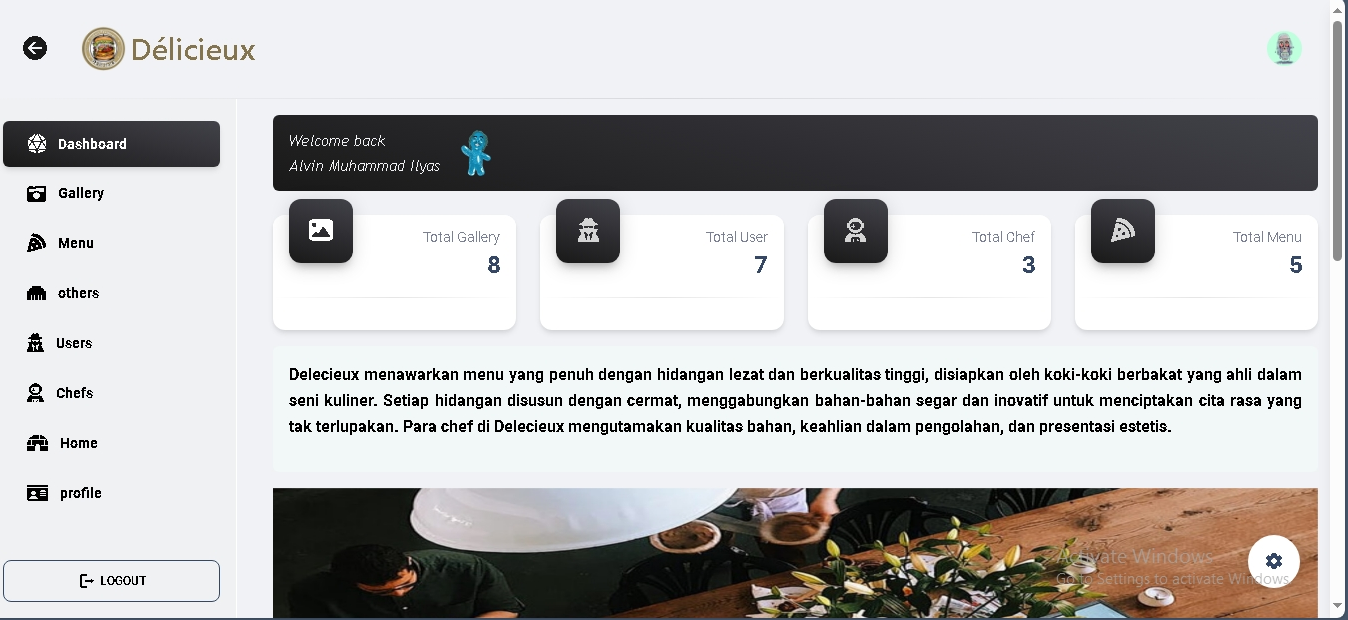 Délicieux
Dashboard
Gallery
Menu
others
Users
Chefs
Home
profile
LOGOUT
Welcome back
Alvin Muhammad Ilyas
Total Gallery
8
Total User
7
Total Chef
3
Total Menu
5
Delecieux menawarkan menu yang penuh dengan hidangan lezat dan berkualitas tinggi, disiapkan oleh koki-koki berbakat yang ahli dalam
seni kuliner. Setiap hidangan disusun dengan cermat, menggabungkan bahan-bahan segar dan inovatif untuk menciptakan cita rasa yang
tak terlupakan. Para chef di Delecieux mengutamakan kualitas bahan, keahlian dalam pengolahan, dan presentasi estetis.
Activate Windows
Go to Settings to activate Windows.